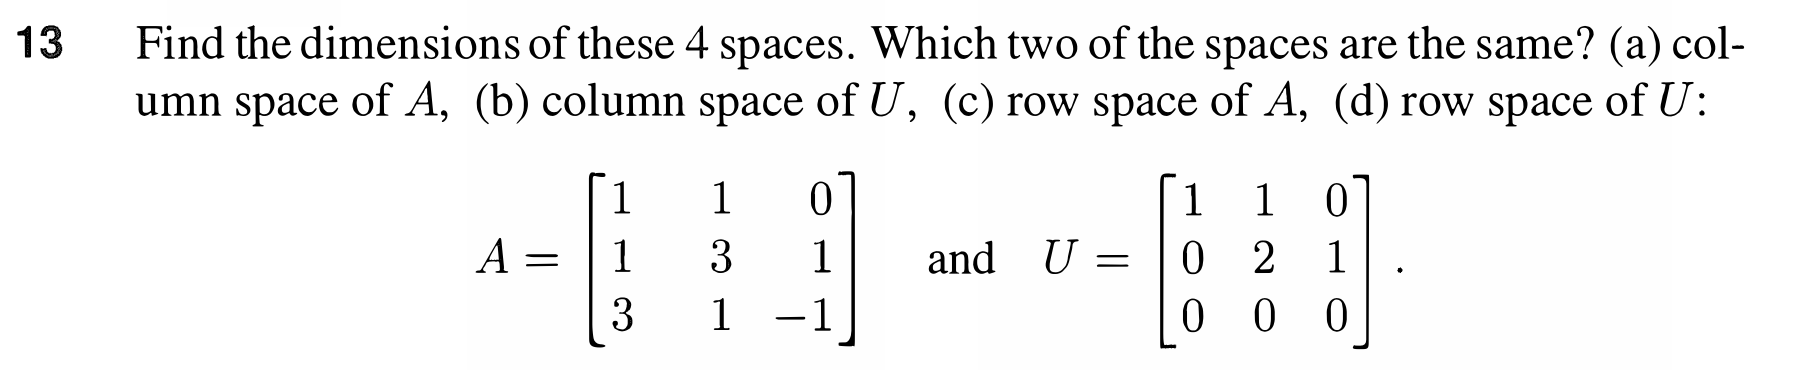 13 Find the dimensions of these 4 spaces. Which two of the spaces are the same? (a) col-
umn space of A, (b) column space of U, (c) row space of A, (d) row space of U:
A = [1 1 0
1 3 1
3 1 −1] and U = [1 1 0
0 2 1
0 0 0].